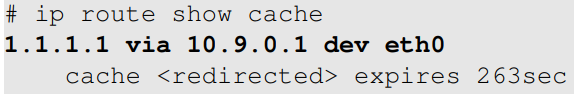 # ip route show cache
1.1.1.1 via 10.9.0.1 dev eth0
    cache <redirected> expires 263sec